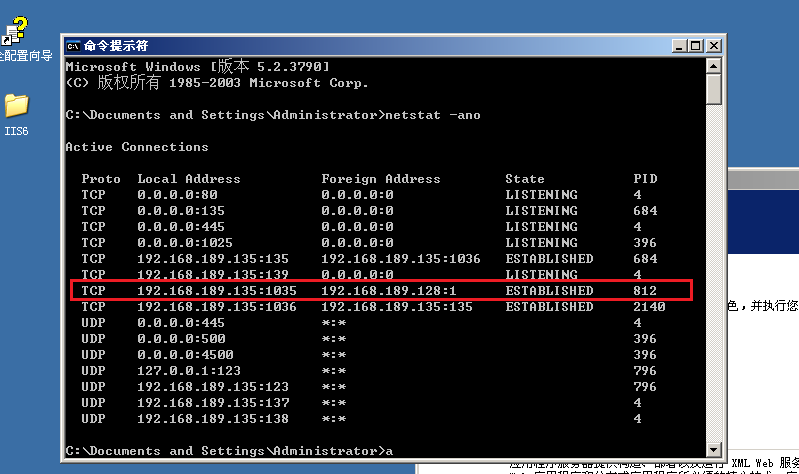 全配置向导
IIS6
命令提示符
Microsoft Windows [版本 5.2.3790]
(C) 版权所有 1985-2003 Microsoft Corp.
C:\Documents and Settings\Administrator>netstat -ano
Active Connections
Proto Local Address Foreign Address State PID
TCP 0.0.0.0:80 0.0.0.0:0 LISTENING 4
TCP 0.0.0.0:135 0.0.0.0:0 LISTENING 684
TCP 0.0.0.0:445 0.0.0.0:0 LISTENING 4
TCP 0.0.0.0:1025 0.0.0.0:0 LISTENING 396
TCP 192.168.189.135:135 192.168.189.135:1036 ESTABLISHED 684
TCP 192.168.189.135:139 0.0.0.0:0 LISTENING 4
TCP 192.168.189.135:1035 192.168.189.128:1 ESTABLISHED 812
TCP 192.168.189.135:1036 192.168.189.135:135 ESTABLISHED 2140
UDP 0.0.0.0:445 *:* 4
UDP 0.0.0.0:500 *:* 396
UDP 0.0.0.0:4500 *:* 396
UDP 127.0.0.1:123 *:* 796
UDP 192.168.189.135:123 *:* 796
UDP 192.168.189.135:137 *:* 4
UDP 192.168.189.135:138 *:* 4
C:\Documents and Settings\Administrator>a
色，并执行您
XML Web 服务